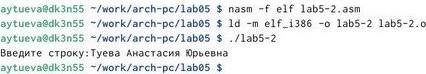 aytueva@dk3n55 ~/work/arch-pc/lab05 $ nasm -f elf lab5-2.asm
aytueva@dk3n55 ~/work/arch-pc/lab05 $ ld -m elf_i386 -o lab5-2 lab5-2.o
aytueva@dk3n55 ~/work/arch-pc/lab05 $ ./lab5-2
Введите строку:Туева Анастасия Юрьевна
aytueva@dk3n55 ~/work/arch-pc/lab05 $